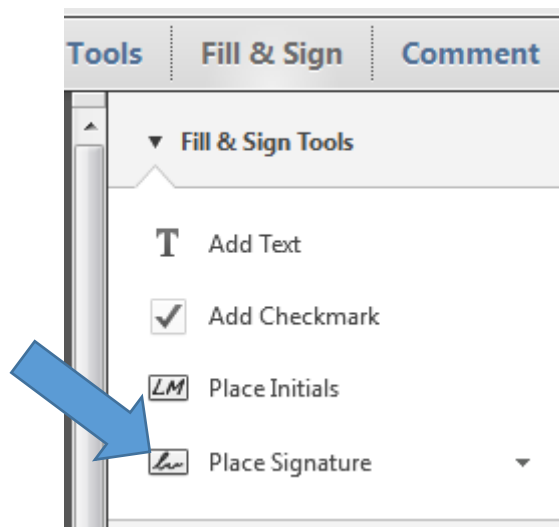 Tools Fill & Sign Comment
Fill & Sign Tools
T Add Text
Add Checkmark
LM Place Initials
Place Signature